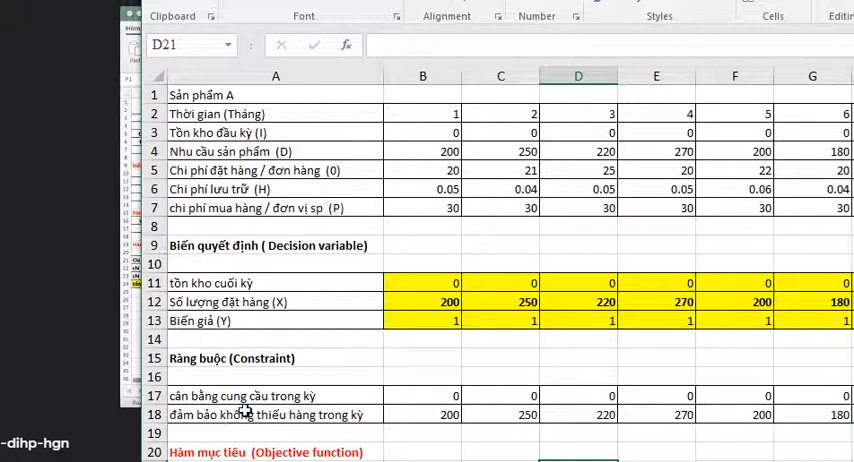 Clipboard Font Alignment Number Styles Cells Editin
D21 fx
A B C D E F G
1 Sản phẩm A
2 Thời gian (Tháng) 1 2 3 4 5 6
3 Tồn kho đầu kỳ (I) 0 0 0 0 0 0
4 Nhu cầu sản phẩm (D) 200 250 220 270 200 180
5 Chi phí đặt hàng / đơn hàng (0) 20 21 25 20 22 20
6 Chi phí lưu trữ (H) 0.05 0.04 0.05 0.05 0.06 0.04
7 chi phí mua hàng / đơn vị sp (P) 30 30 30 30 30 30
8
9 Biến quyết định ( Decision variable)
10
11 tồn kho cuối kỳ 0 0 0 0 0 0
12 Số lượng đặt hàng (X) 200 250 220 270 200 180
13 Biến giả (Y) 1 1 1 1 1 1
14
15 Ràng buộc (Constraint)
16
17 cân bằng cung cầu trong kỳ 0 0 0 0 0 0
18 đảm bảo không thiếu hàng trong kỳ 200 250 220 270 200 180
19
20 Hàm mục tiêu (Objective function)
-dihp-hgn